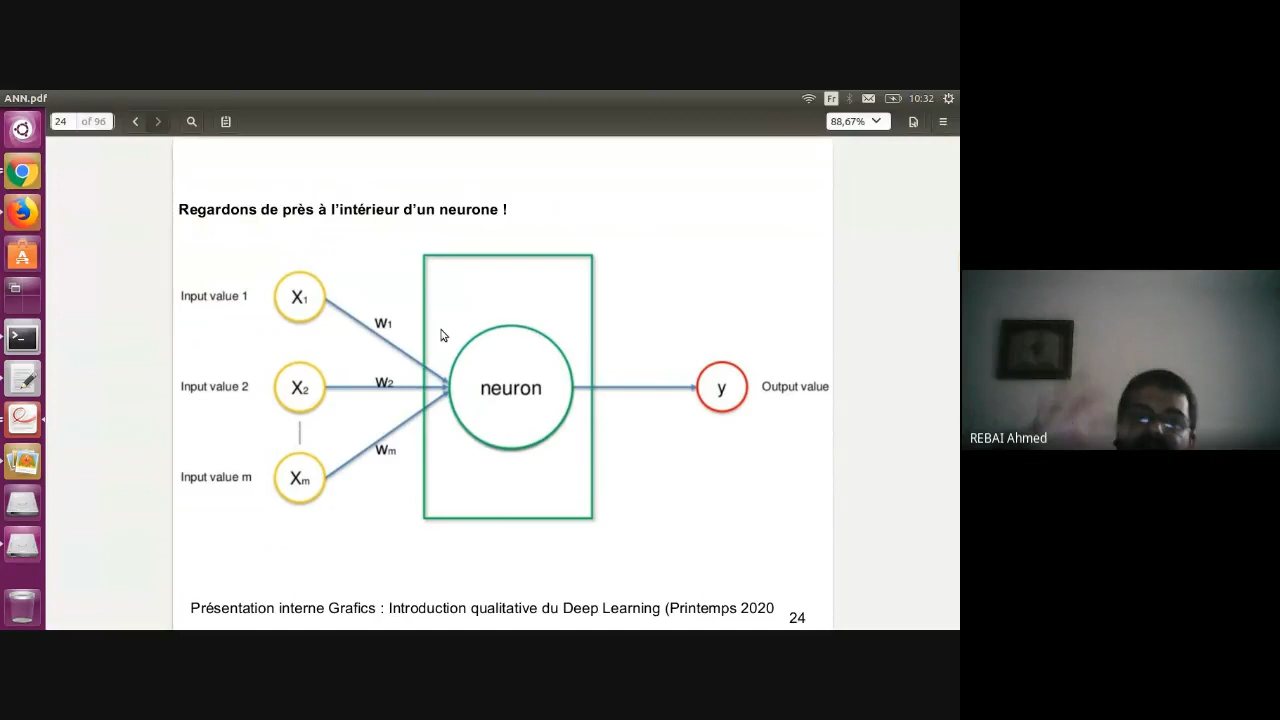 ANN.pdf
Fr
10:32
24 of 96
88,67%
Regardons de près à l’intérieur d’un neurone !
Input value 1
X1
W1
Input value 2
X2
W2
neuron
y
Output value
Wm
Input value m
Xm
Présentation interne Grafics : Introduction qualitative du Deep Learning (Printemps 2020
24
REBAI Ahmed